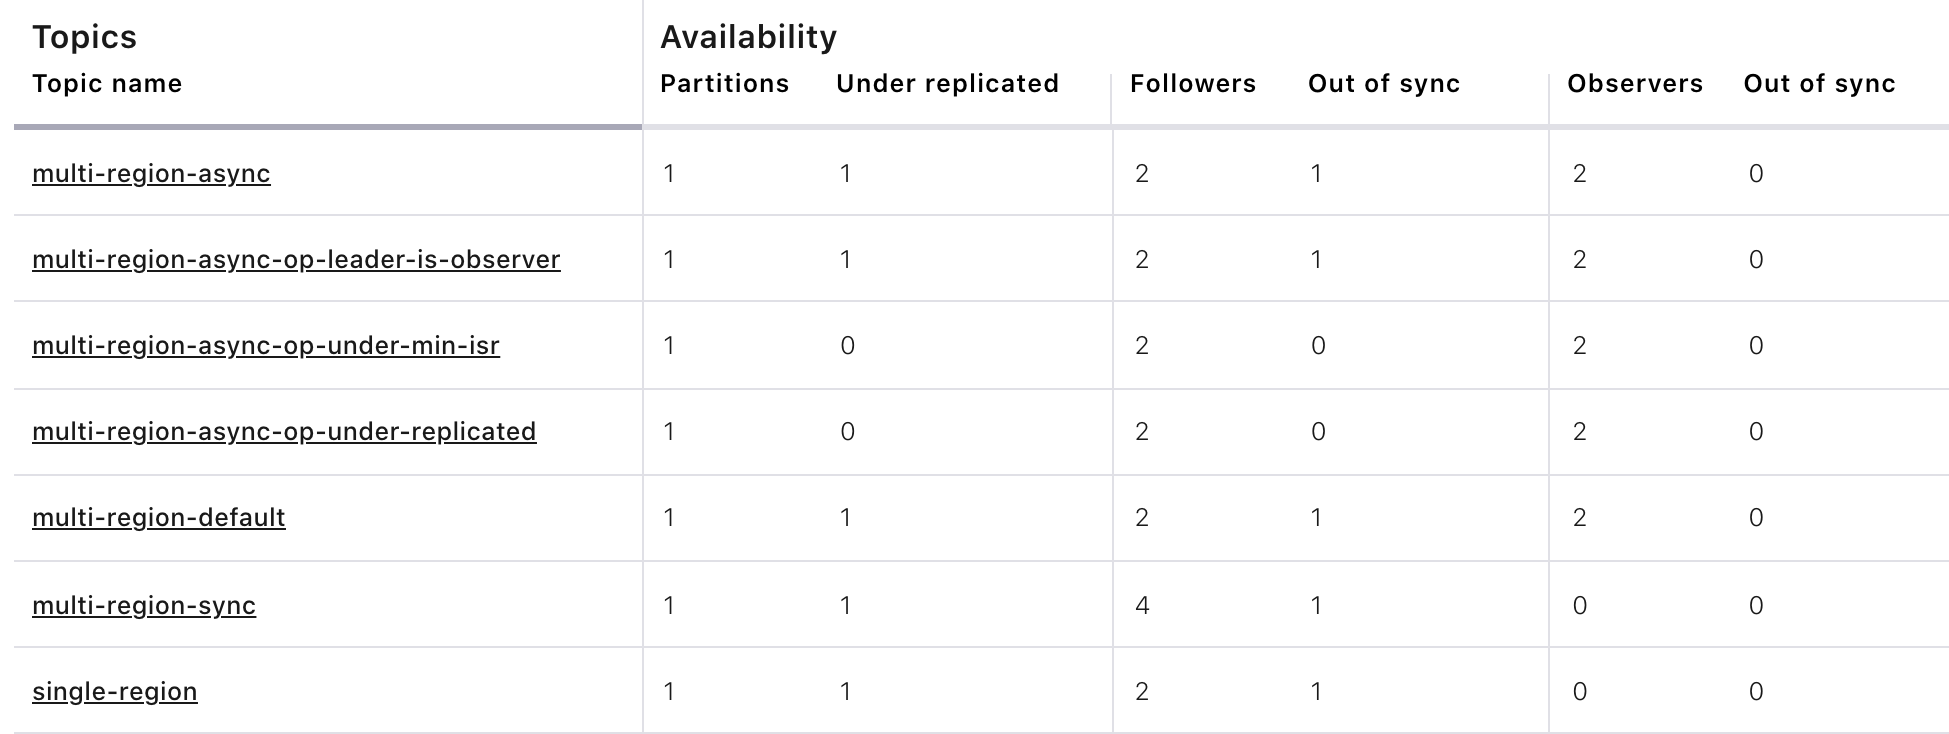 Topics Availability
Topic name Partitions Under replicated Followers Out of sync Observers Out of sync
multi-region-async 1 1 2 1 2 0
multi-region-async-op-leader-is-observer 1 1 2 1 2 0
multi-region-async-op-under-min-isr 1 0 2 0 2 0
multi-region-async-op-under-replicated 1 0 2 0 2 0
multi-region-default 1 1 2 1 2 0
multi-region-sync 1 1 4 1 0 0
single-region 1 1 2 1 0 0